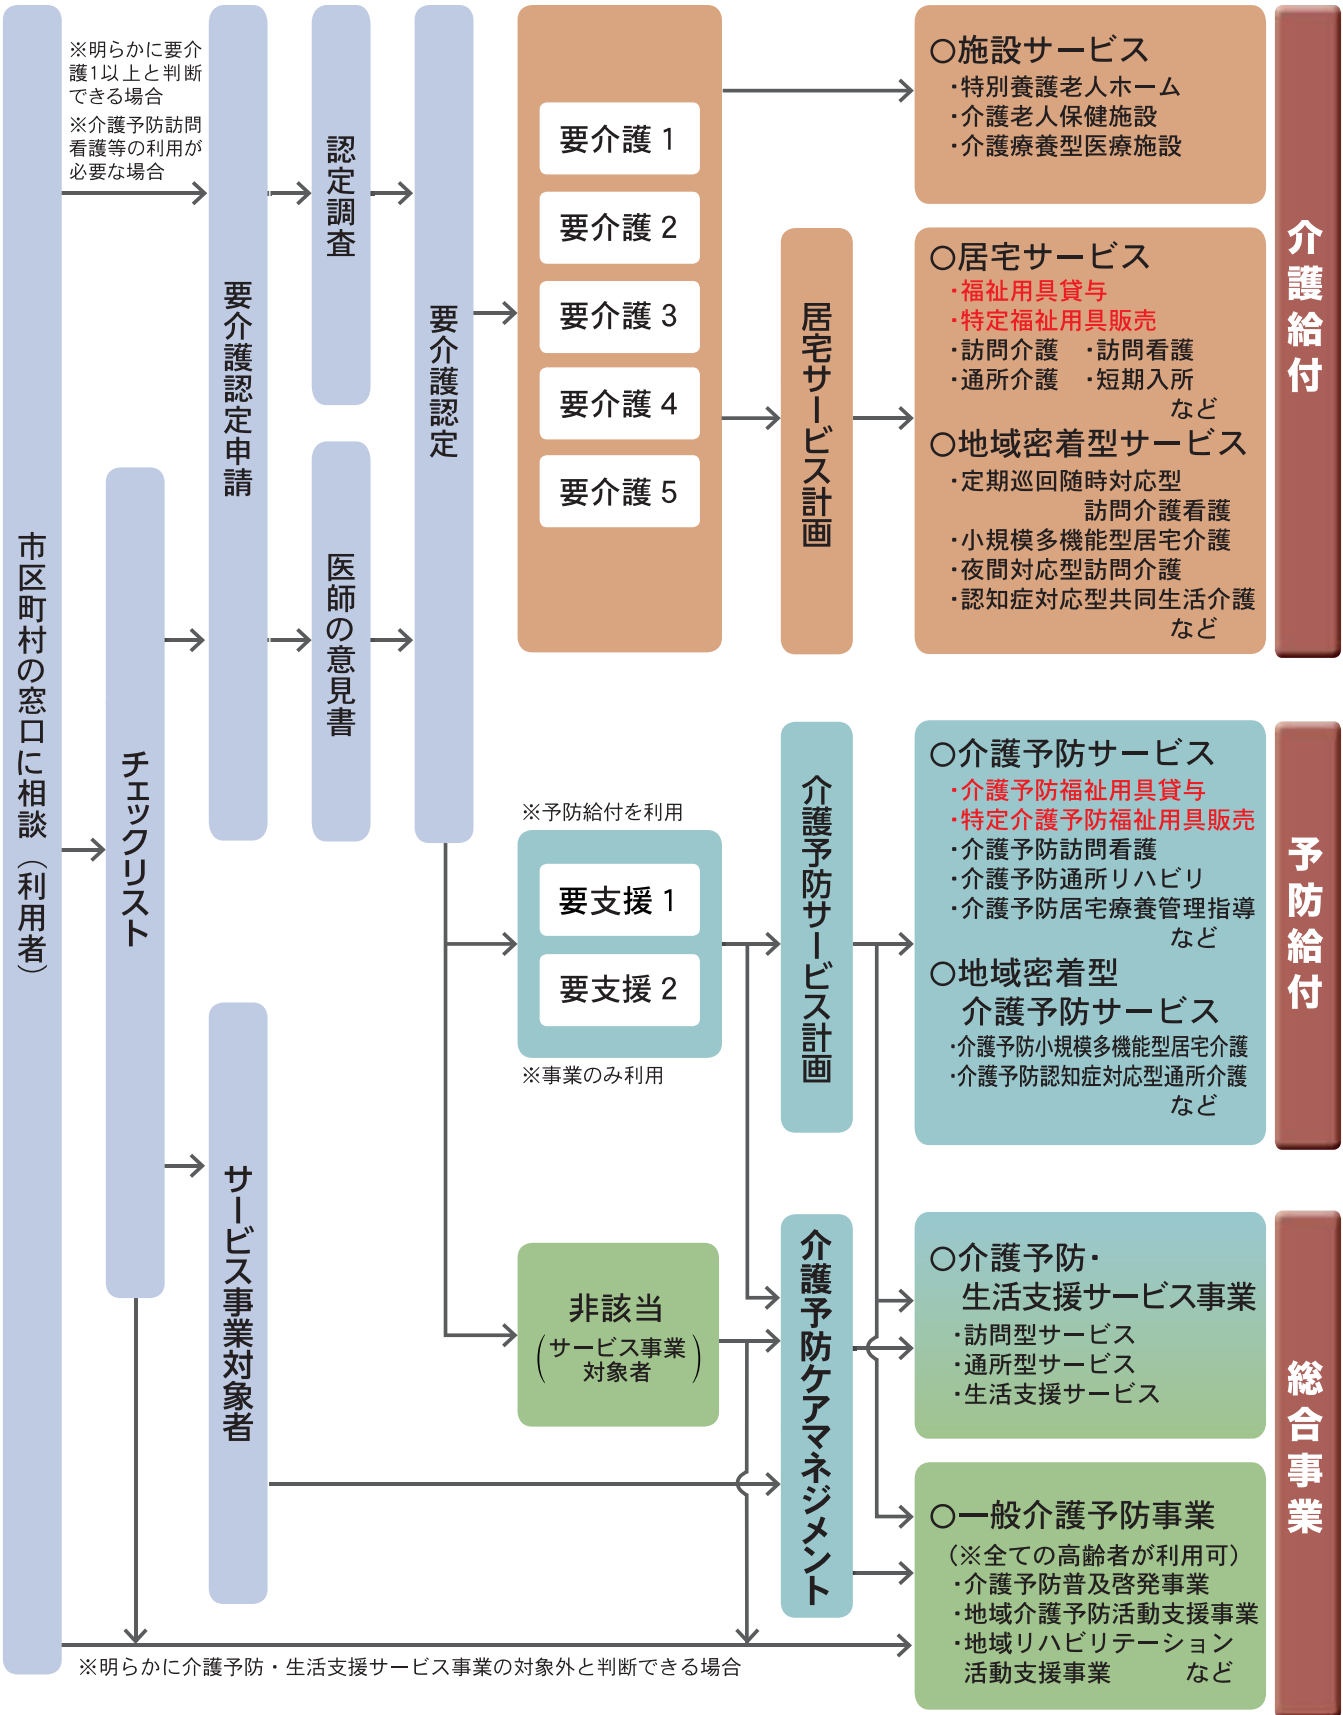 市区町村の窓口に相談（利用者）
※明らかに要介
護1以上と判断
できる場合
※介護予防訪問
看護等の利用が
必要な場合
チェックリスト
要介護認定申請
サービス事業対象者
認定調査
医師の意見書
要介護認定
要介護 1
要介護 2
要介護 3
要介護 4
要介護 5
居宅サービス計画
○施設サービス
・特別養護老人ホーム
・介護老人保健施設
・介護療養型医療施設
○居宅サービス
・福祉用具貸与
・特定福祉用具販売
・訪問介護　・訪問看護
・通所介護　・短期入所
など
○地域密着型サービス
・定期巡回随時対応型
訪問介護看護
・小規模多機能型居宅介護
・夜間対応型訪問介護
・認知症対応型共同生活介護
など
介護給付
※予防給付を利用
要支援 1
要支援 2
※事業のみ利用
介護予防サービス計画
○介護予防サービス
・介護予防福祉用具貸与
・特定介護予防福祉用具販売
・介護予防訪問看護
・介護予防通所リハビリ
・介護予防居宅療養管理指導
など
○地域密着型
介護予防サービス
・介護予防小規模多機能型居宅介護
・介護予防認知症対応型通所介護
など
予防給付
非該当
（サービス事業
対象者）
介護予防ケアマネジメント
○介護予防・
生活支援サービス事業
・訪問型サービス
・通所型サービス
・生活支援サービス
○一般介護予防事業
（※全ての高齢者が利用可）
・介護予防普及啓発事業
・地域介護予防活動支援事業
・地域リハビリテーション
活動支援事業　など
総合事業
※明らかに介護予防・生活支援サービス事業の対象外と判断できる場合